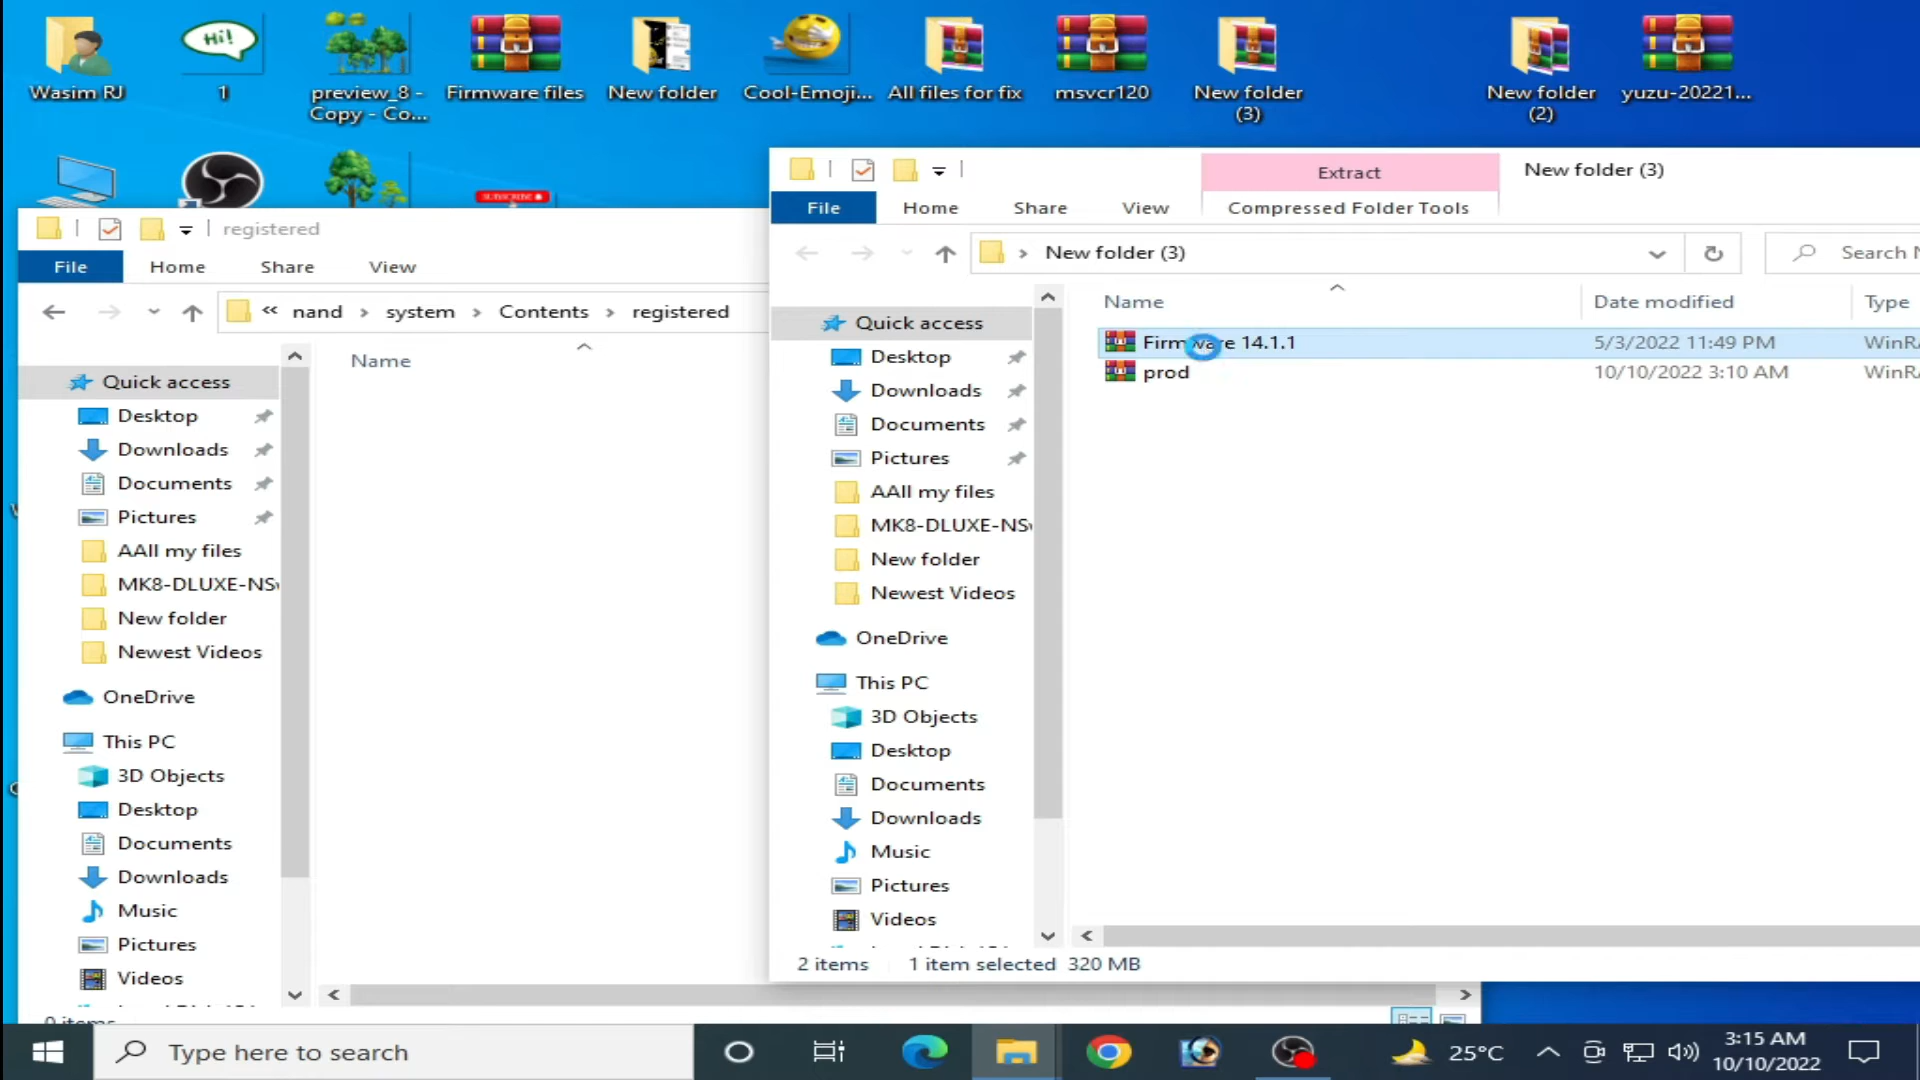 Wasim RJ
1
preview_8 -
Copy - Co...
Firmware files
New folder
Cool-Emoji...
All files for fix
msvcr120
New folder
(3)
New folder
(2)
yuzu-20221...
Hi!
SUBSCRIBE
registered
File
Home
Share
View
nand
system
Contents
registered
Name
Quick access
Desktop
Downloads
Documents
Pictures
AAll my files
MK8-DLUXE-NS
New folder
Newest Videos
OneDrive
This PC
3D Objects
Desktop
Documents
Downloads
Music
Pictures
Videos
0 items
Extract
New folder (3)
File
Home
Share
View
Compressed Folder Tools
New folder (3)
Search
Name
Date modified
Type
Firmware 14.1.1
5/3/2022 11:49 PM
WinRA
prod
10/10/2022 3:10 AM
WinRA
Quick access
Desktop
Downloads
Documents
Pictures
AAll my files
MK8-DLUXE-NS
New folder
Newest Videos
OneDrive
This PC
3D Objects
Desktop
Documents
Downloads
Music
Pictures
Videos
2 items
1 item selected 320 MB
Type here to search
25°C
3:15 AM
10/10/2022